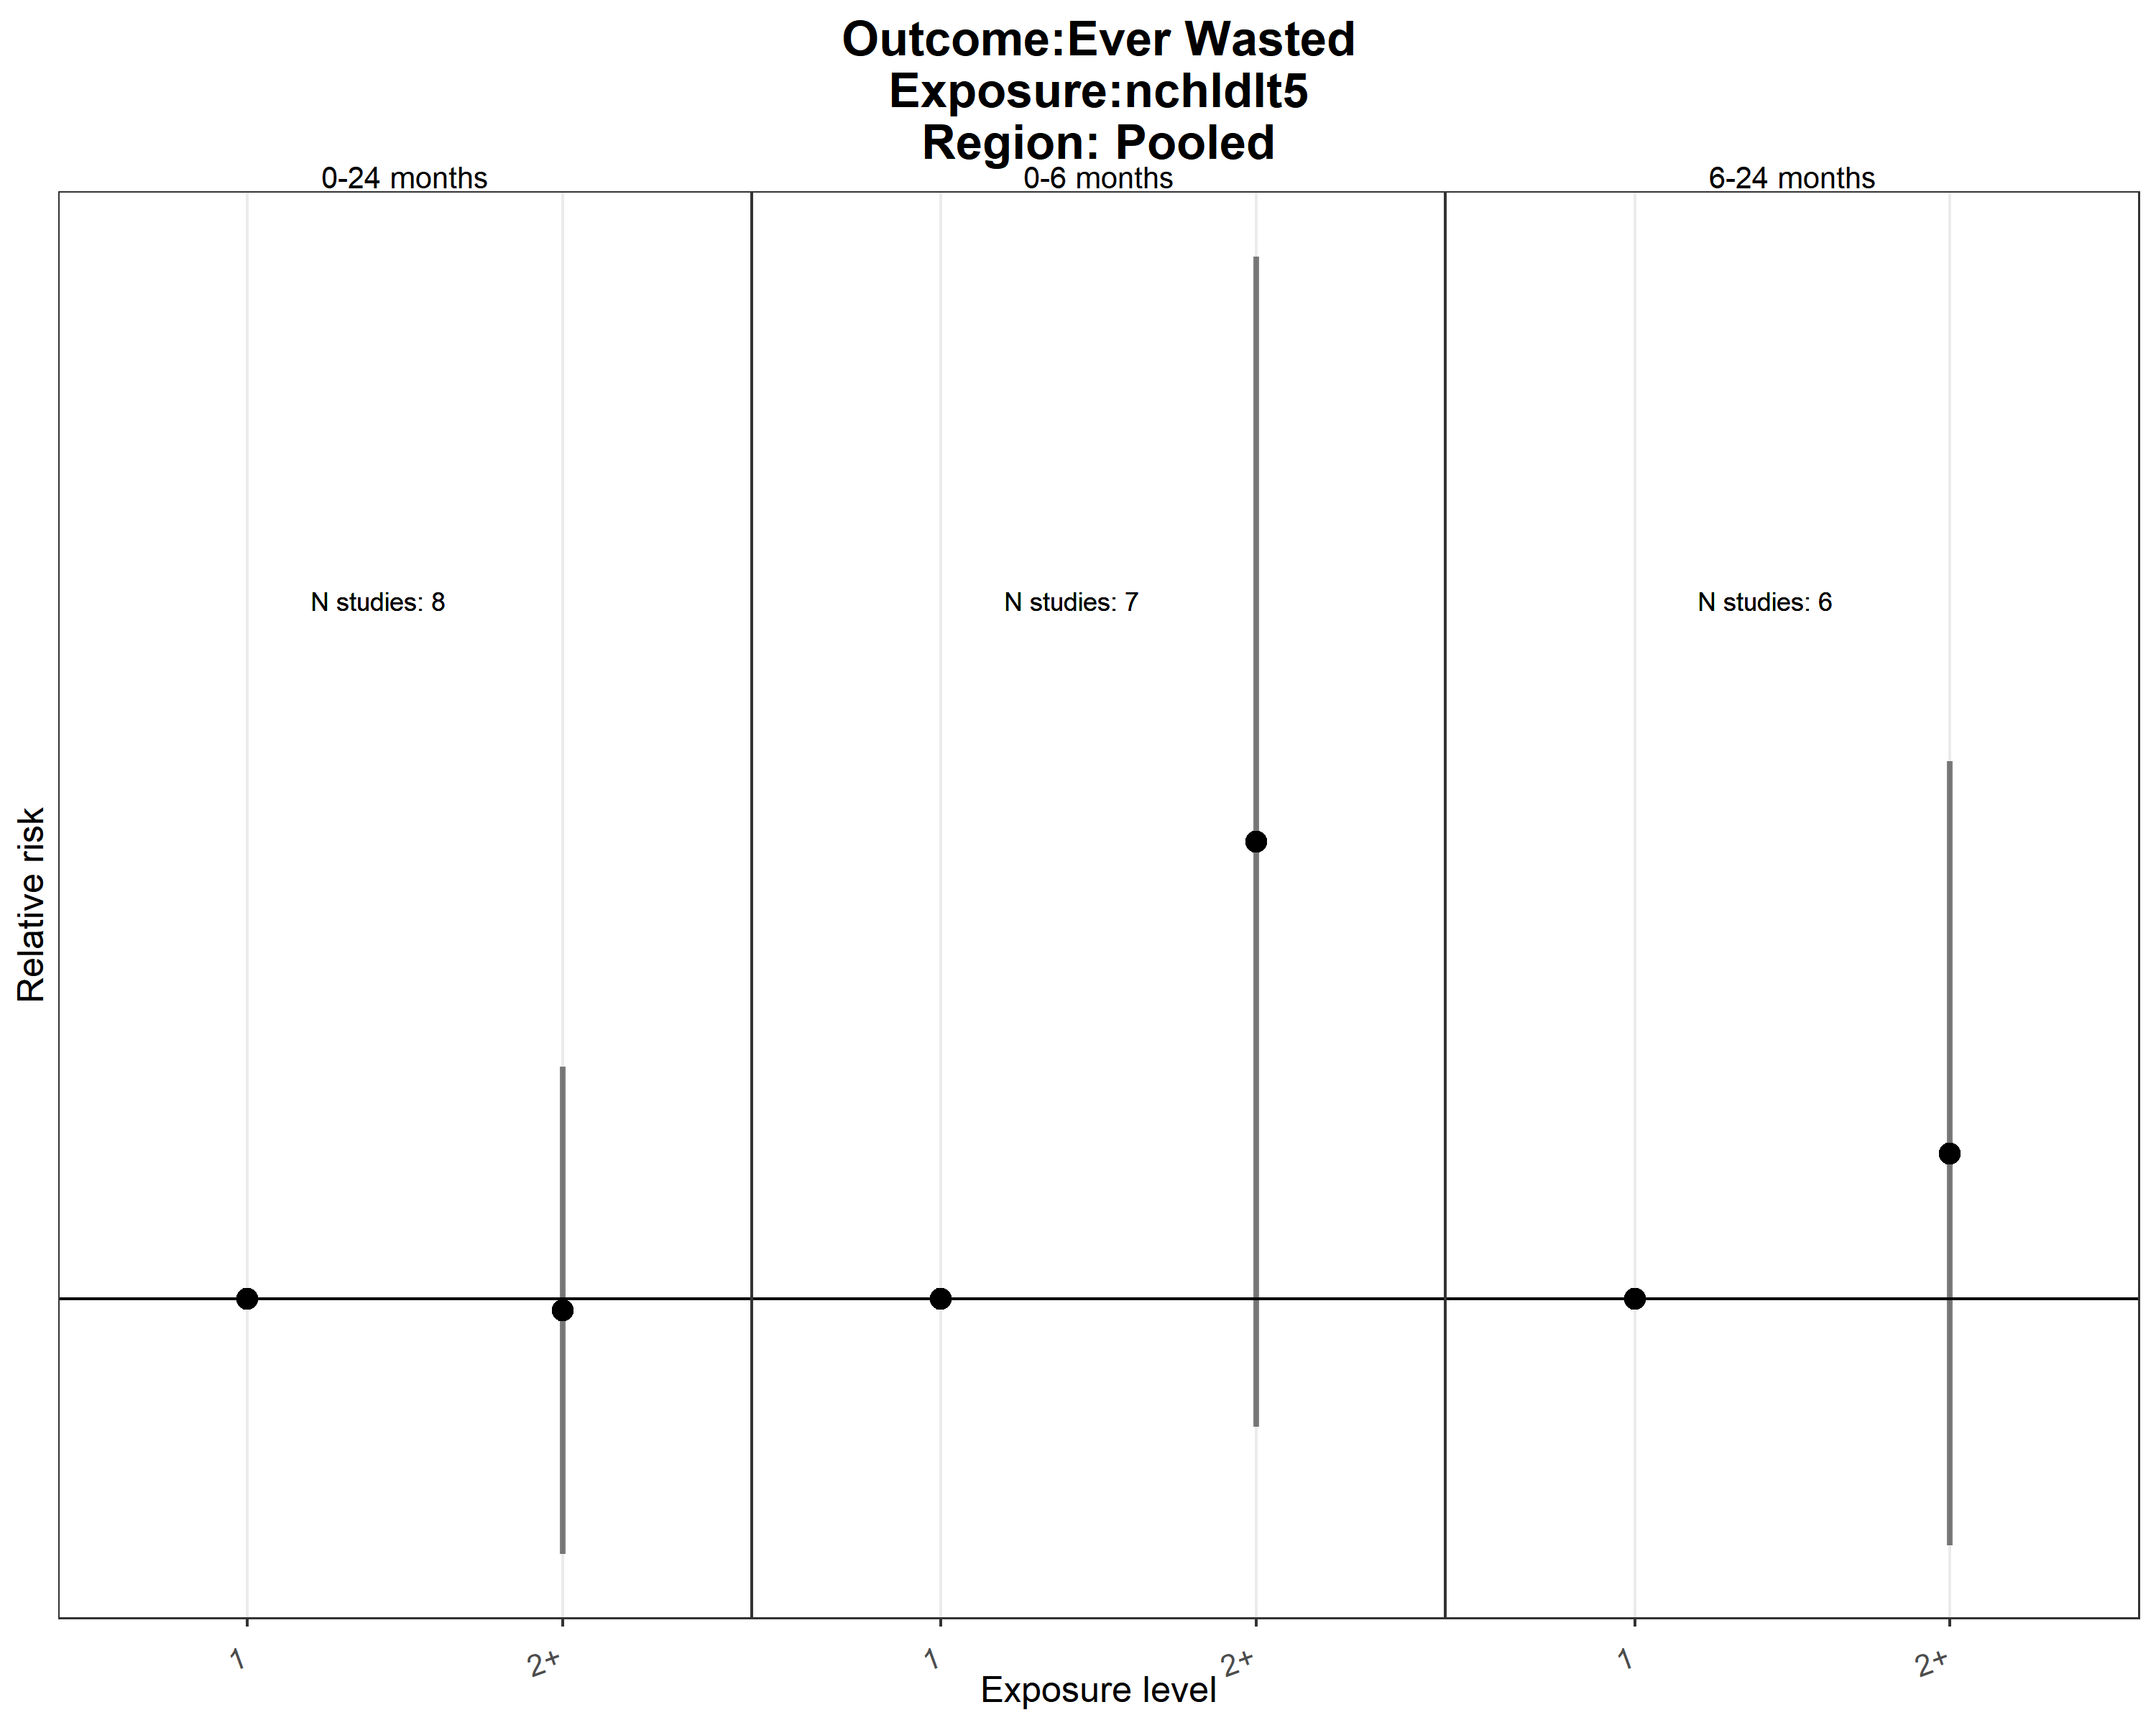 Outcome:Ever Wasted
Exposure:nchldlt5
Region: Pooled
0-24 months
0-6 months
6-24 months
N studies: 8
N studies: 7
N studies: 6
Relative risk
1
2+
1
2+
1
2+
Exposure level